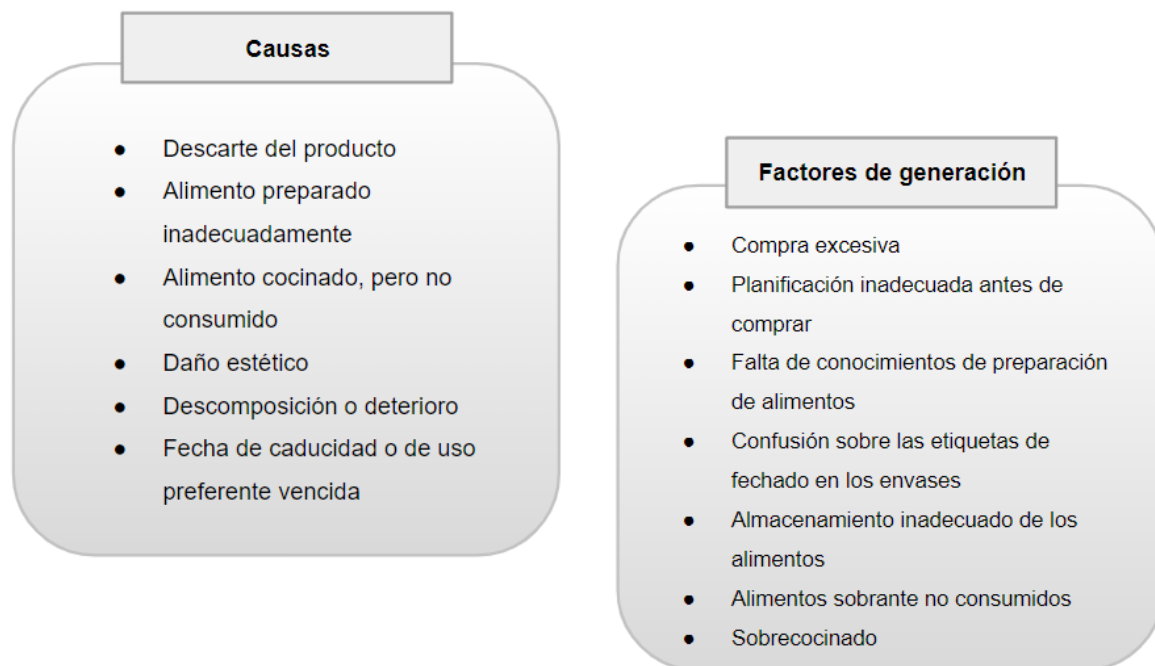 Causas
● Descarte del producto
● Alimento preparado
inadecuadamente
● Alimento cocinado, pero no
consumido
● Daño estético
● Descomposición o deterioro
● Fecha de caducidad o de uso
preferente vencida
Factores de generación
● Compra excesiva
● Planificación inadecuada antes de
comprar
● Falta de conocimientos de preparación
de alimentos
● Confusión sobre las etiquetas de
fechado en los envases
● Almacenamiento inadecuado de los
alimentos
● Alimentos sobrante no consumidos
● Sobrecocinado